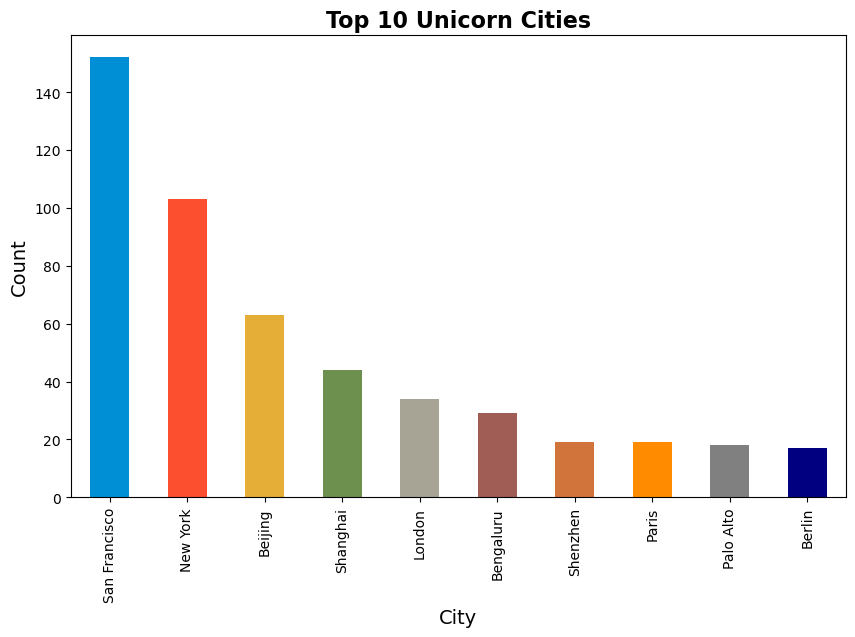 Top 10 Unicorn Cities
Count
140
120
100
80
60
40
20
0
San Francisco
New York
Beijing
Shanghai
London
Bengaluru
Shenzhen
Paris
Palo Alto
Berlin
City